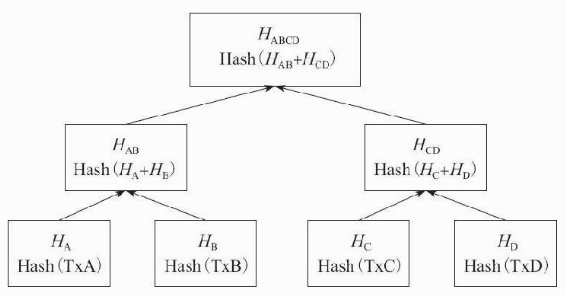 H_ABCD
Hash(H_AB+H_CD)
H_AB
Hash(H_A+H_B)
H_CD
Hash(H_C+H_D)
H_A
Hash(TxA)
H_B
Hash(TxB)
H_C
Hash(TxC)
H_D
Hash(TxD)